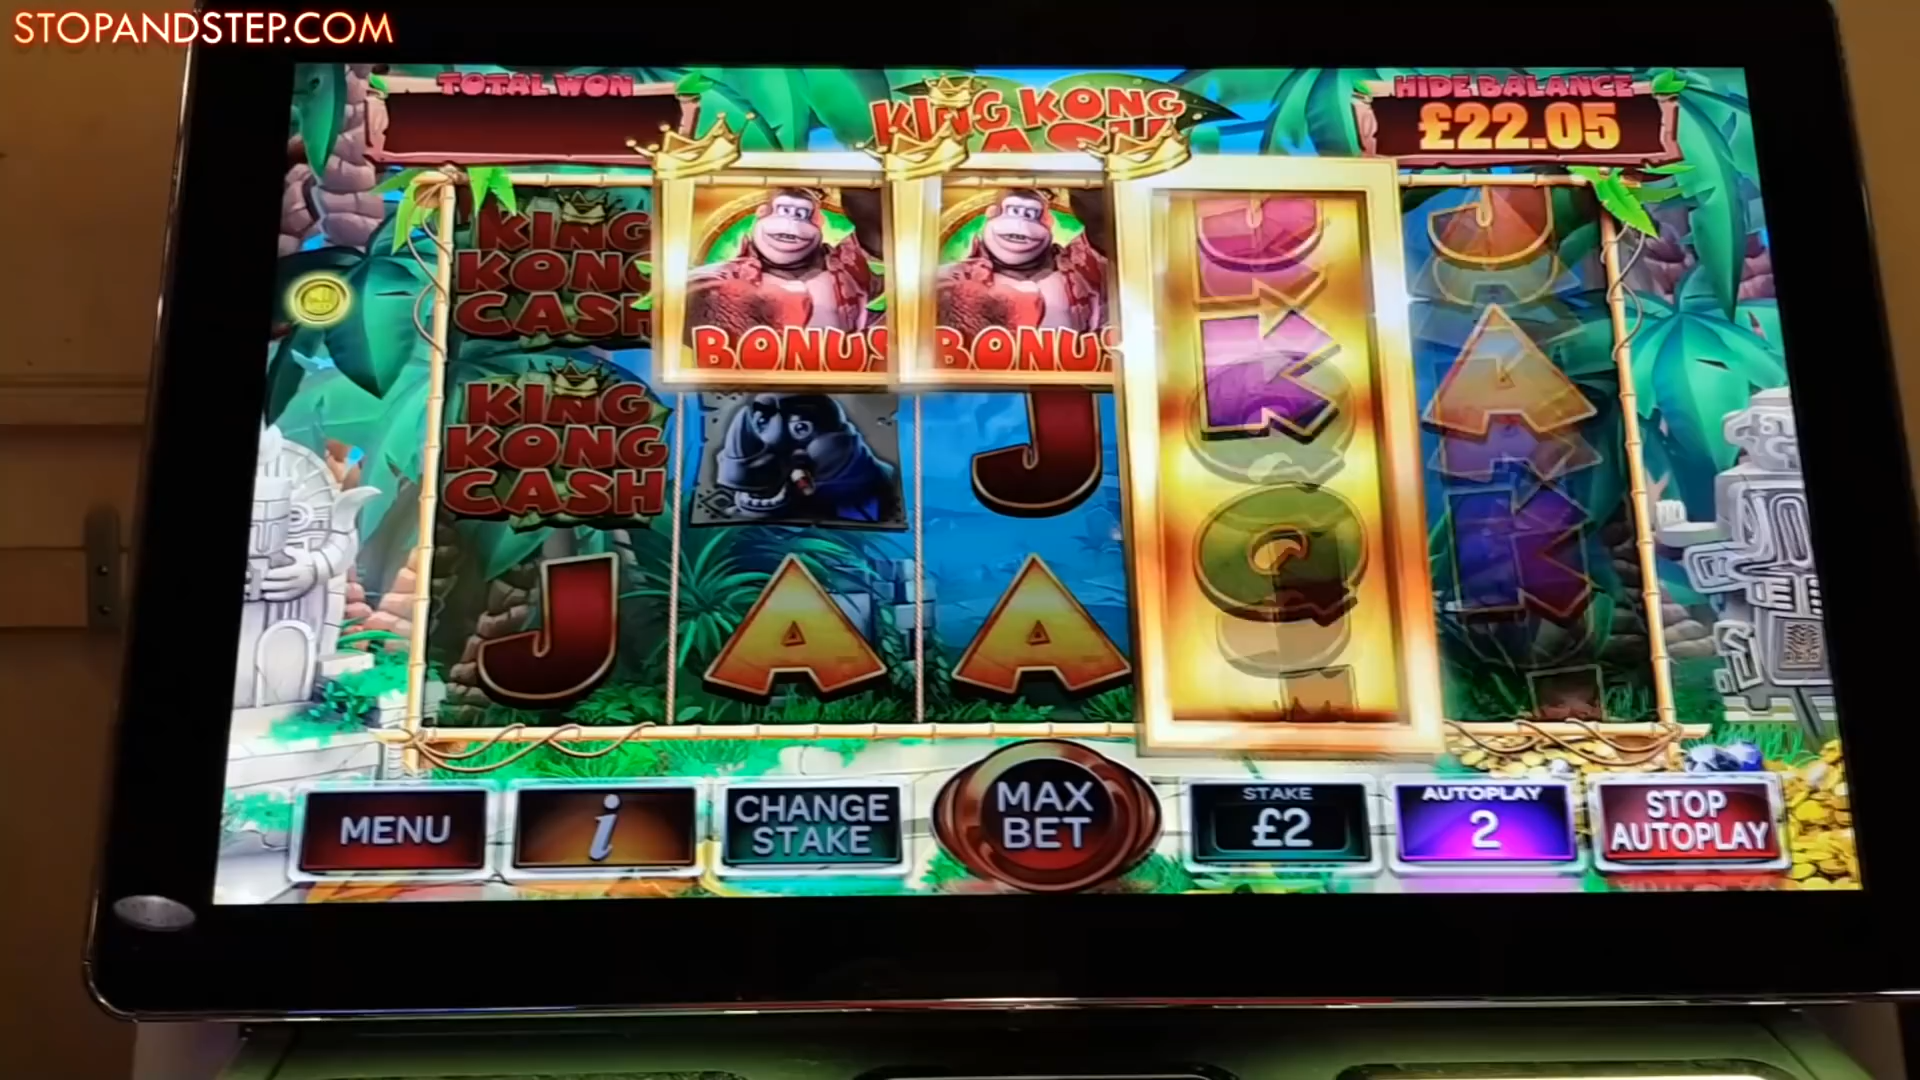 STOPANDSTEP.COM
TOTAL WON
KING KONG
CASH
HIDE BALANCE
£22.05
KING
KONG
CASH
BONUS
BONUS
J
K
Q
J
A
K
KING
KONG
CASH
J
J
A
A
MENU
i
CHANGE
STAKE
MAX
BET
STAKE
£2
AUTOPLAY
2
STOP
AUTOPLAY